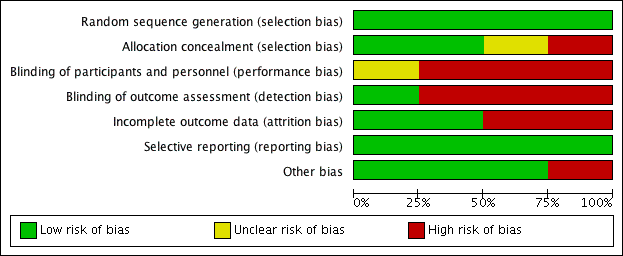 Random sequence generation (selection bias)
Allocation concealment (selection bias)
Blinding of participants and personnel (performance bias)
Blinding of outcome assessment (detection bias)
Incomplete outcome data (attrition bias)
Selective reporting (reporting bias)
Other bias
0% 25% 50% 75% 100%
Low risk of bias Unclear risk of bias High risk of bias